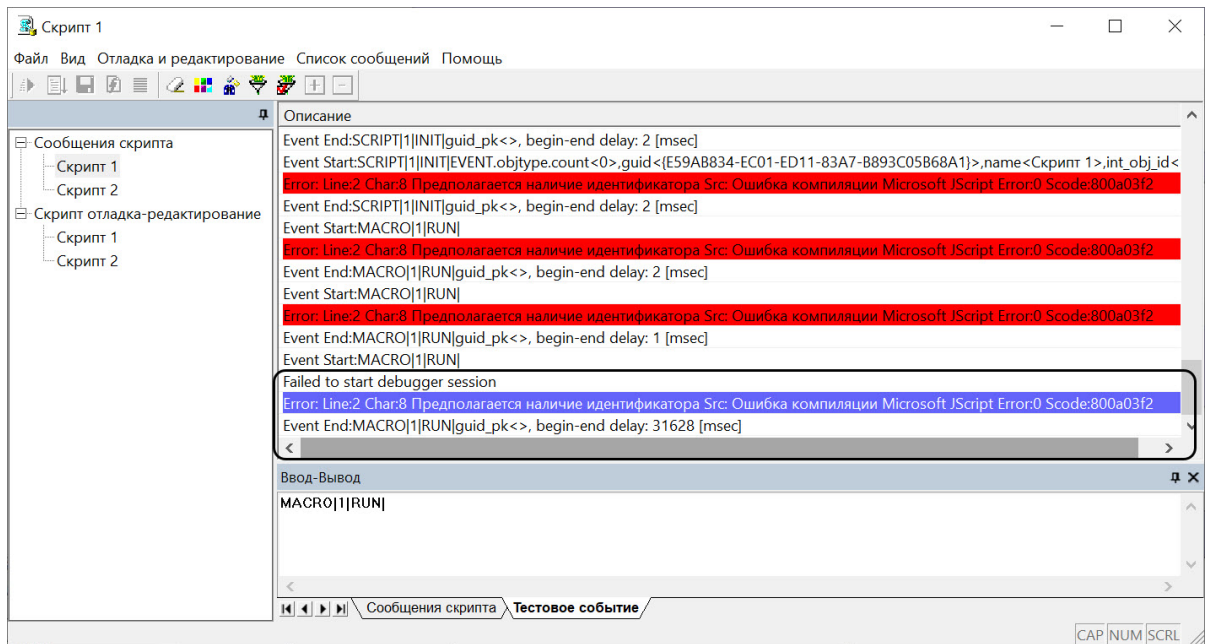 Скрипт 1
Файл Вид Отладка и редактирование Список сообщений Помощь
Описание
Сообщения скрипта
Скрипт 1
Скрипт 2
Скрипт отладка-редактирование
Скрипт 1
Скрипт 2
Event End:SCRIPT|1|INIT|guid_pk<>, begin-end delay: 2 [msec]
Event Start:SCRIPT|1|INIT|EVENT.objtype.count<0>,guid<{E59AB834-EC01-ED11-83A7-B893C05B68A1}>,name<Скрипт 1>,int_obj_id<
Error: Line:2 Char:8 Предполагается наличие идентификатора Src: Ошибка компиляции Microsoft JScript Error:0 Scode:800a03f2
Event End:SCRIPT|1|INIT|guid_pk<>, begin-end delay: 2 [msec]
Event Start:MACRO|1|RUN|
Error: Line:2 Char:8 Предполагается наличие идентификатора Src: Ошибка компиляции Microsoft JScript Error:0 Scode:800a03f2
Event End:MACRO|1|RUN|guid_pk<>, begin-end delay: 2 [msec]
Event Start:MACRO|1|RUN|
Error: Line:2 Char:8 Предполагается наличие идентификатора Src: Ошибка компиляции Microsoft JScript Error:0 Scode:800a03f2
Event End:MACRO|1|RUN|guid_pk<>, begin-end delay: 1 [msec]
Event Start:MACRO|1|RUN|
Failed to start debugger session
Error: Line:2 Char:8 Предполагается наличие идентификатора Src: Ошибка компиляции Microsoft JScript Error:0 Scode:800a03f2
Event End:MACRO|1|RUN|guid_pk<>, begin-end delay: 31628 [msec]
Ввод-Вывод
MACRO|1|RUN|
Сообщения скрипта Тестовое событие
CAP NUM SCRL